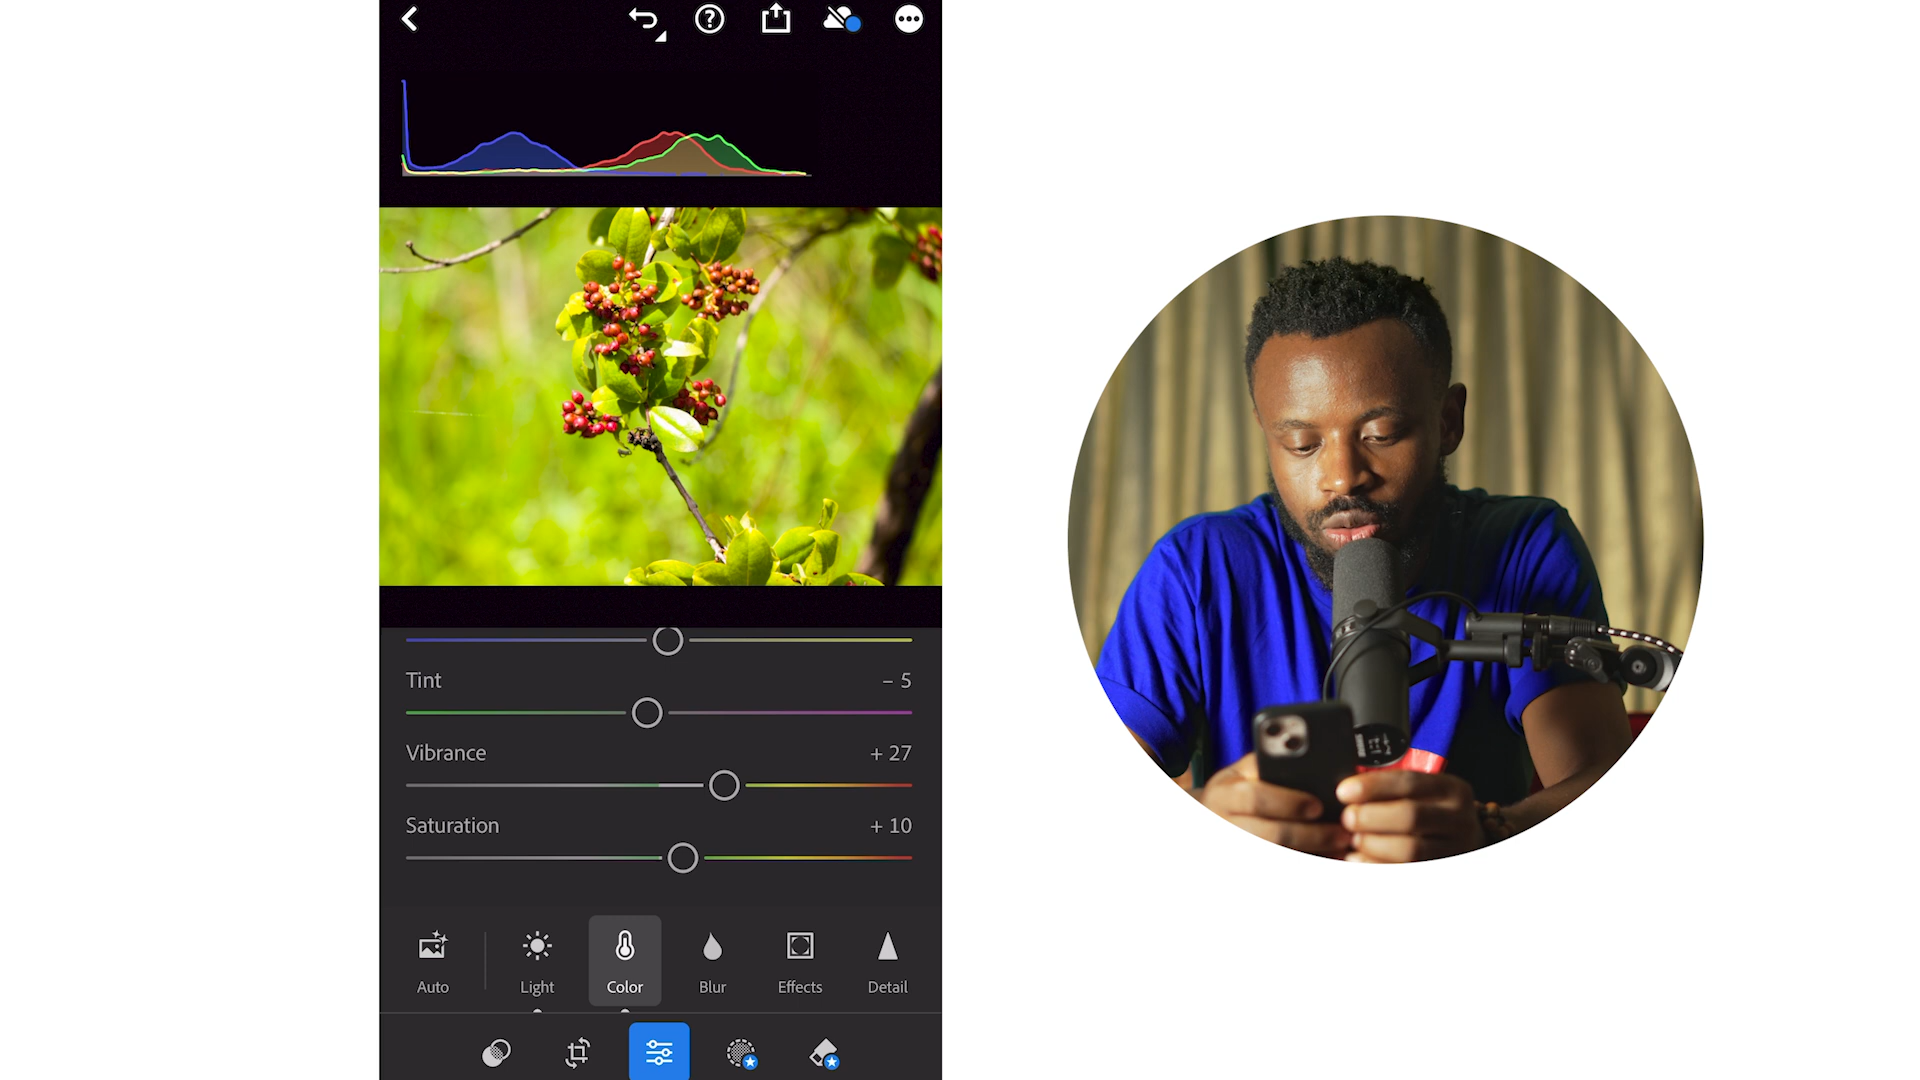 Tint – 5
Vibrance + 27
Saturation + 10
Auto Light Color Blur Effects Detail